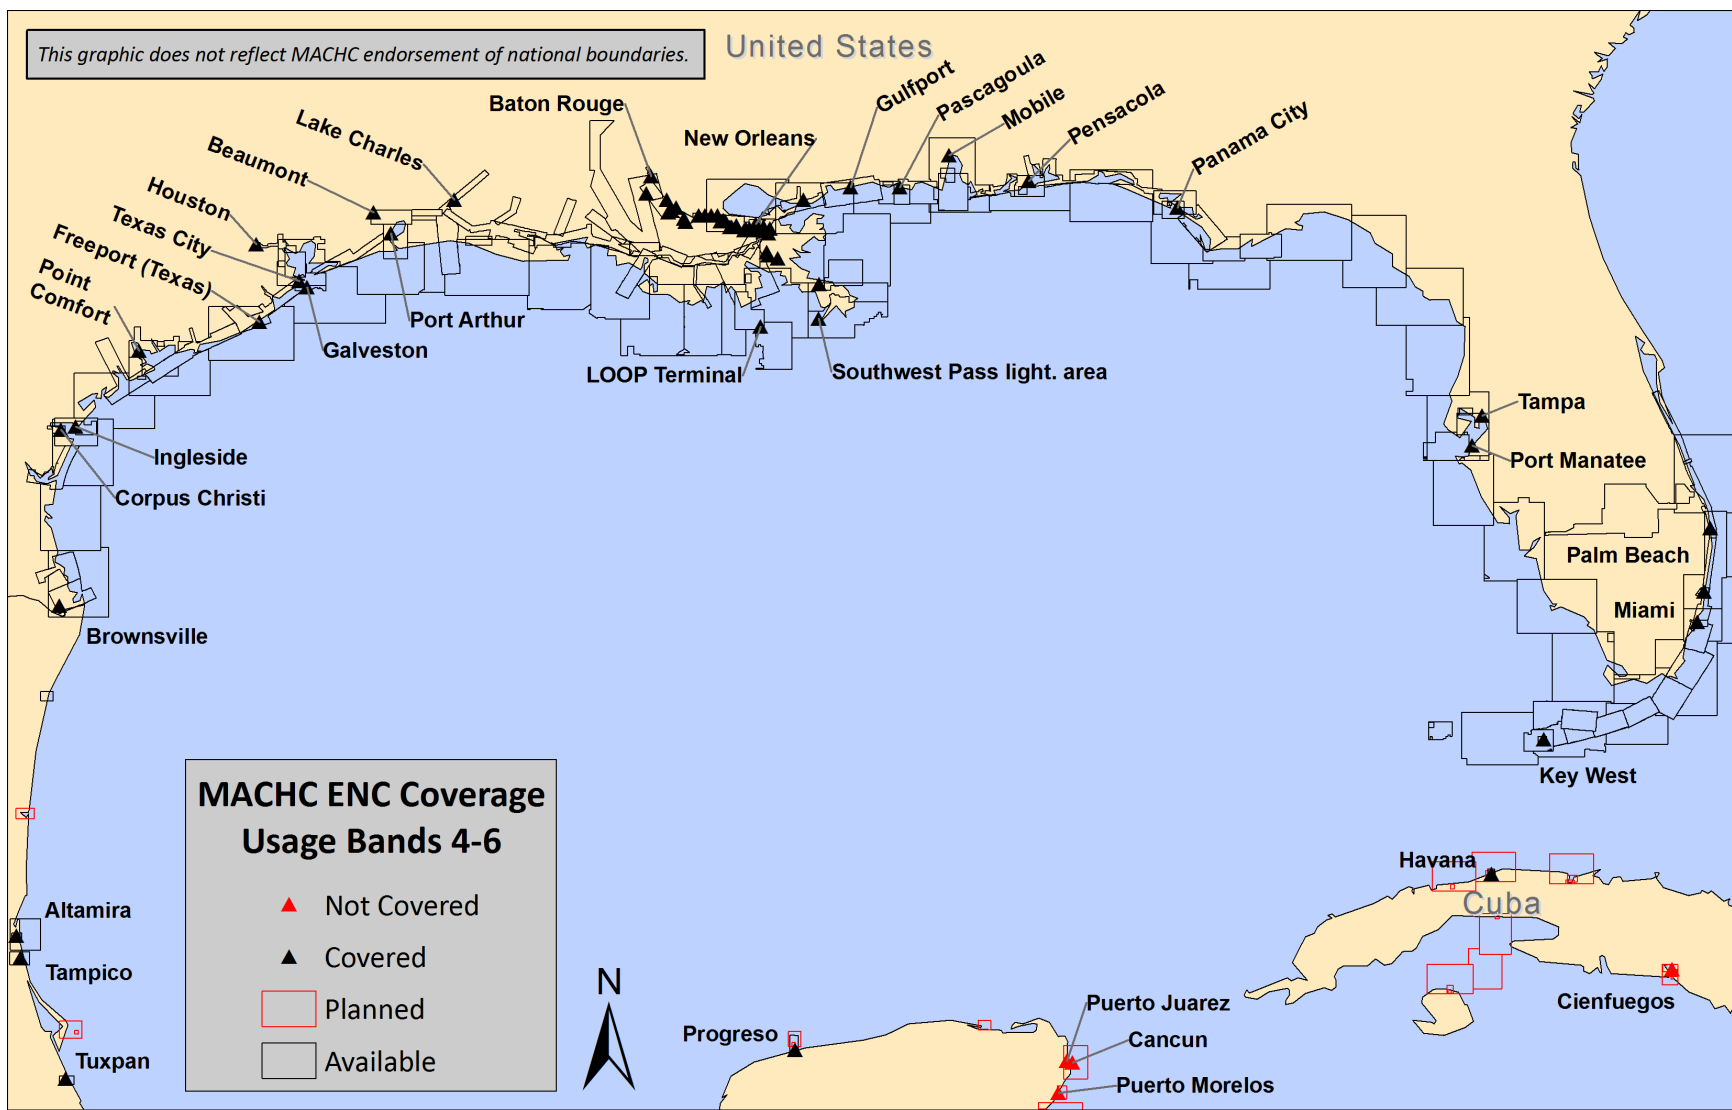 This graphic does not reflect MACHC endorsement of national boundaries.
United States
Baton Rouge
New Orleans
Gulfport
Pascagoula
Mobile
Pensacola
Panama City
Lake Charles
Beaumont
Houston
Texas City
Freeport (Texas)
Point
Comfort
Port Arthur
Galveston
LOOP Terminal
Southwest Pass light. area
Tampa
Port Manatee
Ingleside
Corpus Christi
Palm Beach
Miami
Brownsville
Key West
MACHC ENC Coverage
Usage Bands 4-6
Not Covered
Covered
Planned
Available
Havana
Cuba
Altamira
Tampico
Tuxpan
N
Progreso
Puerto Juarez
Cancun
Puerto Morelos
Cienfuegos